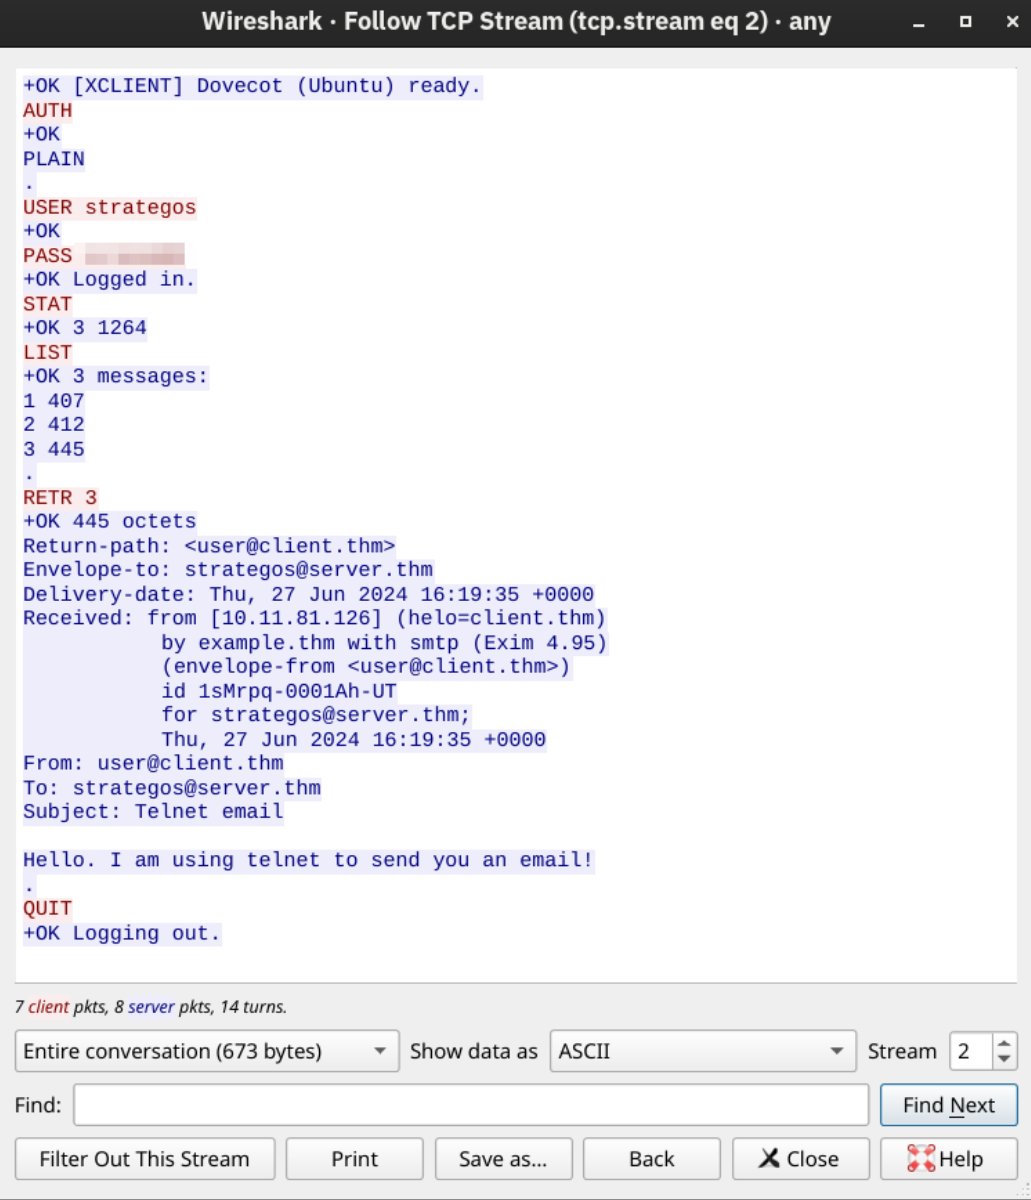 Wireshark · Follow TCP Stream (tcp.stream eq 2) · any
+OK [XCLIENT] Dovecot (Ubuntu) ready.
AUTH
+OK
PLAIN
.
USER strategos
+OK
PASS
+OK Logged in.
STAT
+OK 3 1264
LIST
+OK 3 messages:
1 407
2 412
3 445
.
RETR 3
+OK 445 octets
Return-path: <user@client.thm>
Envelope-to: strategos@server.thm
Delivery-date: Thu, 27 Jun 2024 16:19:35 +0000
Received: from [10.11.81.126] (helo=client.thm)
by example.thm with smtp (Exim 4.95)
(envelope-from <user@client.thm>)
id 1sMrpq-0001Ah-UT
for strategos@server.thm;
Thu, 27 Jun 2024 16:19:35 +0000
From: user@client.thm
To: strategos@server.thm
Subject: Telnet email
Hello. I am using telnet to send you an email!
.
QUIT
+OK Logging out.
7 client pkts, 8 server pkts, 14 turns.
Entire conversation (673 bytes) Show data as ASCII Stream 2
Find: Find Next
Filter Out This Stream Print Save as... Back Close Help